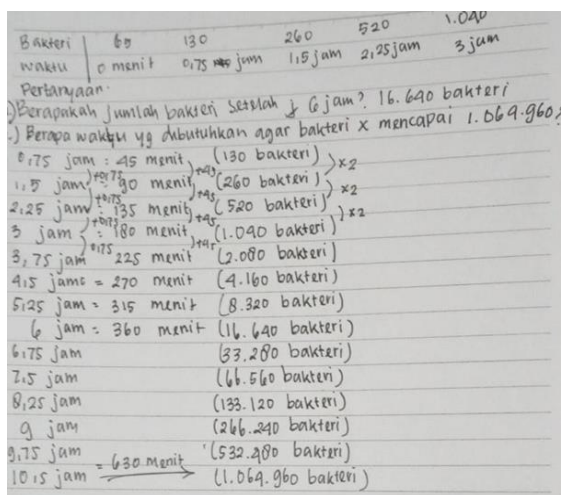 Bakteri 65 130 260 520 1.040
waktu 0 menit 0,75 jam 1,5 jam 2,25 jam 3 jam
Pertanyaan:
.) Berapakah jumlah bakteri setelah 6 jam? 16.640 bakteri
.) Berapa waktu yg dibutuhkan agar bakteri x mencapai 1.064.960?
0,75 jam : 45 menit (130 bakteri)
+0,75 +45 ×2
1,5 jam : 90 menit (260 bakteri)
+0,75 +45 ×2
2,25 jam : 135 menit (520 bakteri)
+0,75 +45 ×2
3 jam : 180 menit (1.040 bakteri)
0,75 +45
3,75 jam 225 menit (2.080 bakteri)
4,5 jam = 270 menit (4.160 bakteri)
5,25 jam = 315 menit (8.320 bakteri)
6 jam = 360 menit (16.640 bakteri)
6,75 jam (33.280 bakteri)
7,5 jam (66.560 bakteri)
8,25 jam (133.120 bakteri)
9 jam (266.240 bakteri)
9,75 jam (532.480 bakteri)
10,5 jam = 630 menit (1.064.960 bakteri)